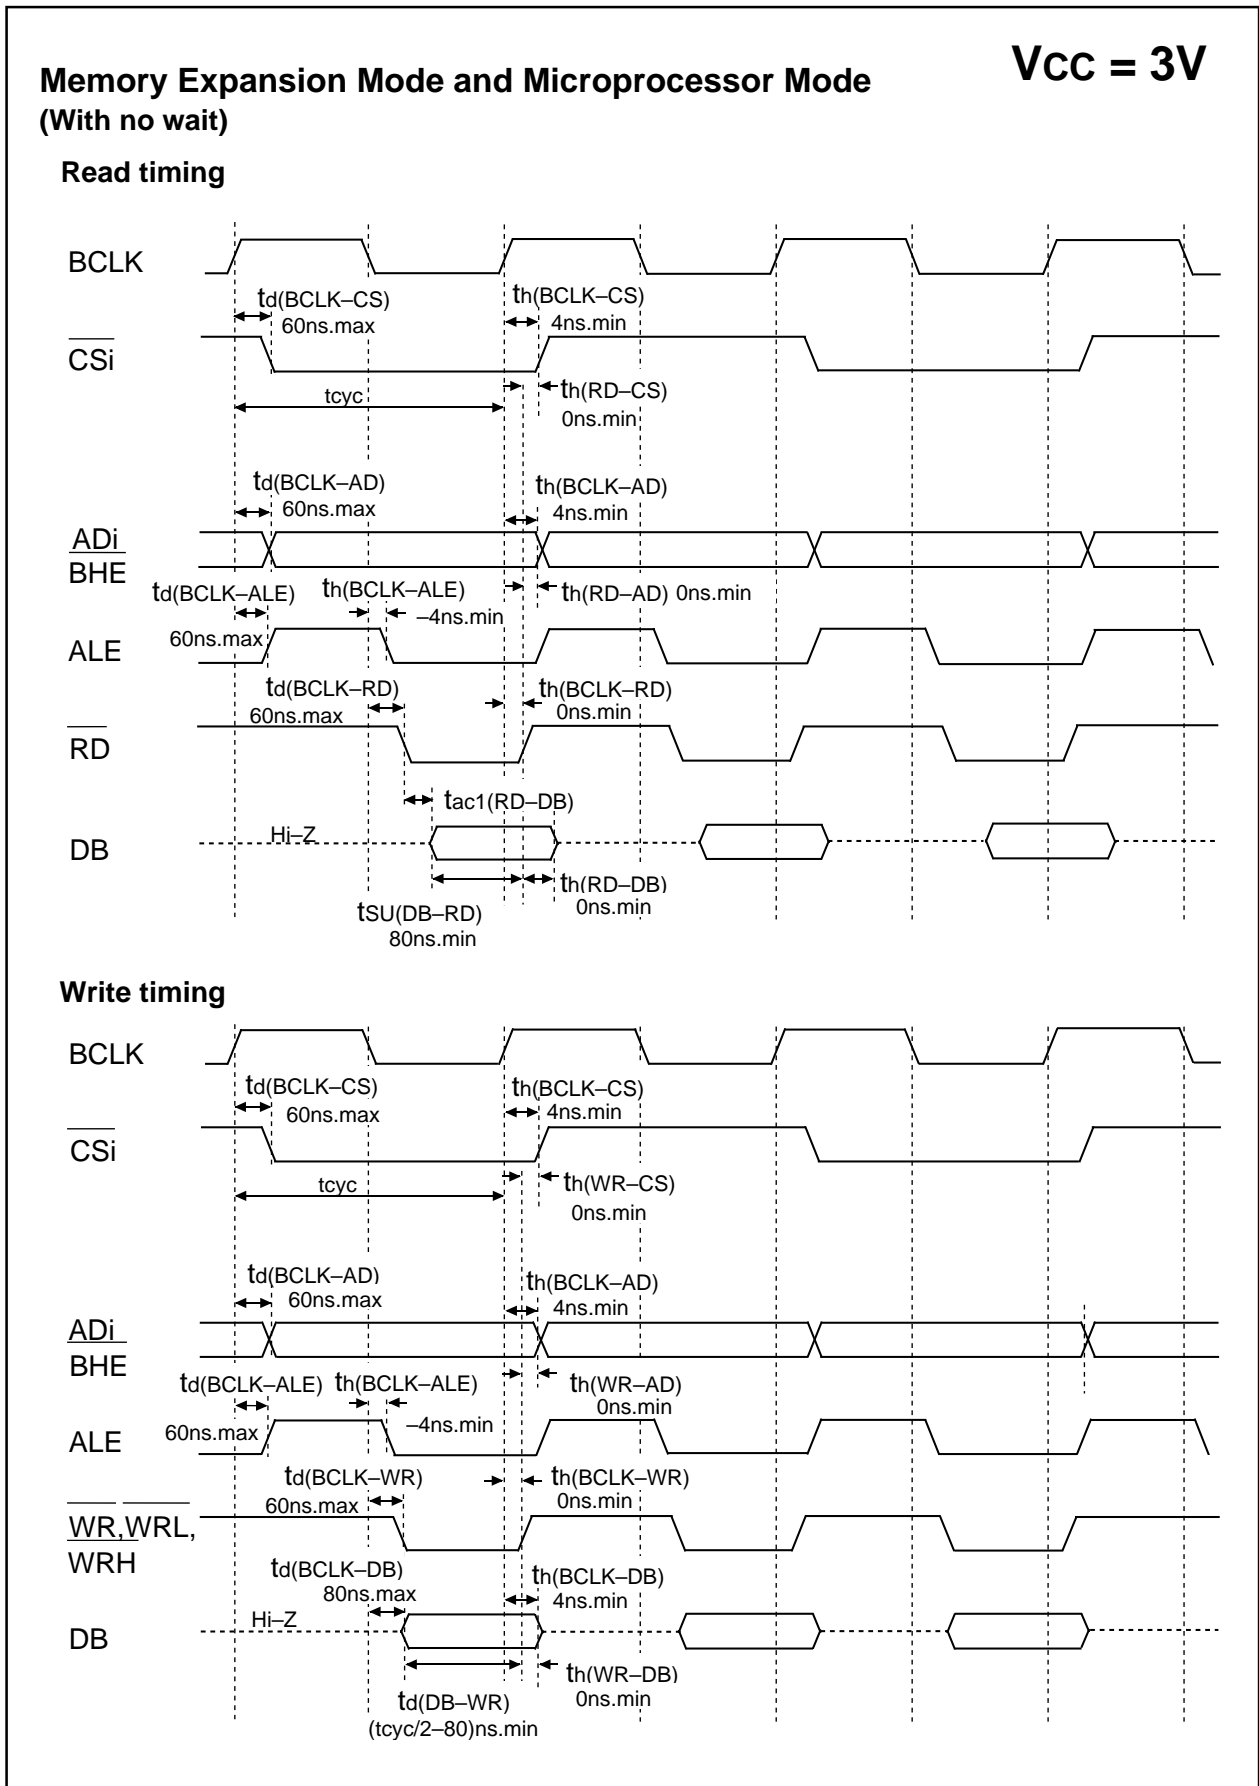 VCC = 3V
Memory Expansion Mode and Microprocessor Mode
(With no wait)
Read timing
BCLK
td(BCLK–CS)
60ns.max
th(BCLK–CS)
4ns.min
CSi
tcyc
th(RD–CS)
0ns.min
td(BCLK–AD)
60ns.max
th(BCLK–AD)
4ns.min
ADi
BHE
td(BCLK–ALE)
60ns.max
th(BCLK–ALE)
–4ns.min
th(RD–AD) 0ns.min
ALE
td(BCLK–RD)
60ns.max
th(BCLK–RD)
0ns.min
RD
tac1(RD–DB)
DB
Hi–Z
tSU(DB–RD)
80ns.min
th(RD–DB)
0ns.min
Write timing
BCLK
td(BCLK–CS)
60ns.max
th(BCLK–CS)
4ns.min
CSi
tcyc
th(WR–CS)
0ns.min
td(BCLK–AD)
60ns.max
th(BCLK–AD)
4ns.min
ADi
BHE
td(BCLK–ALE)
60ns.max
th(BCLK–ALE)
–4ns.min
th(WR–AD)
0ns.min
ALE
td(BCLK–WR)
60ns.max
th(BCLK–WR)
0ns.min
WR,WRL,
WRH
td(BCLK–DB)
80ns.max
th(BCLK–DB)
4ns.min
DB
Hi–Z
td(DB–WR)
(tcyc/2–80)ns.min
th(WR–DB)
0ns.min